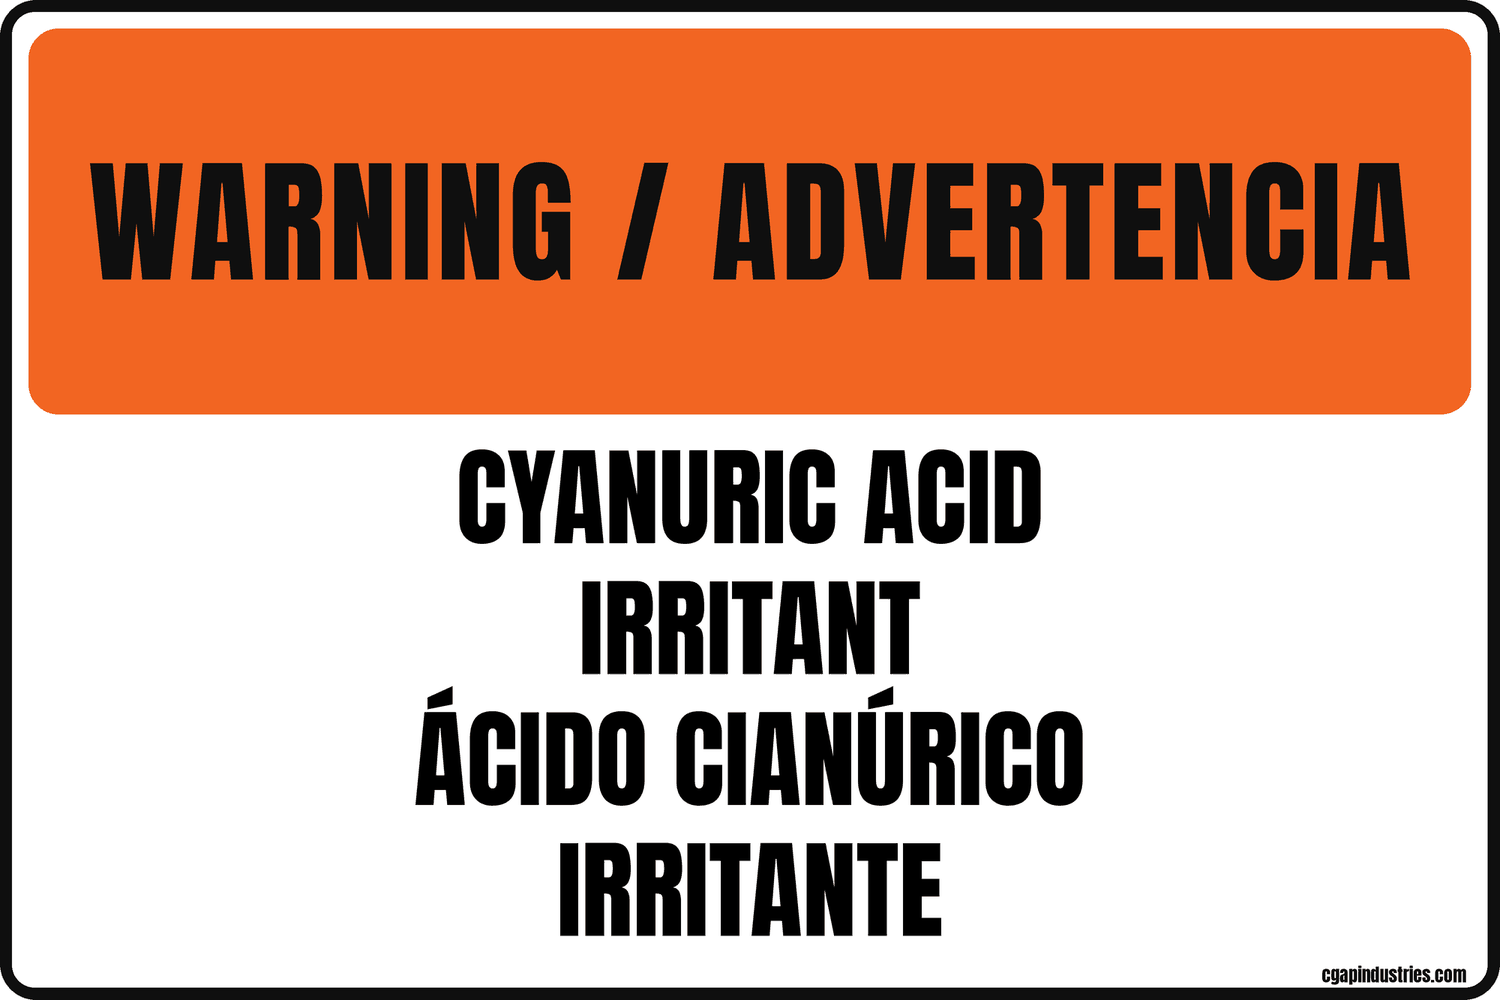 WARNING / ADVERTENCIA
CYANURIC ACID
IRRITANT
ÁCIDO CIANÚRICO
IRRITANTE
cgapindustries.com